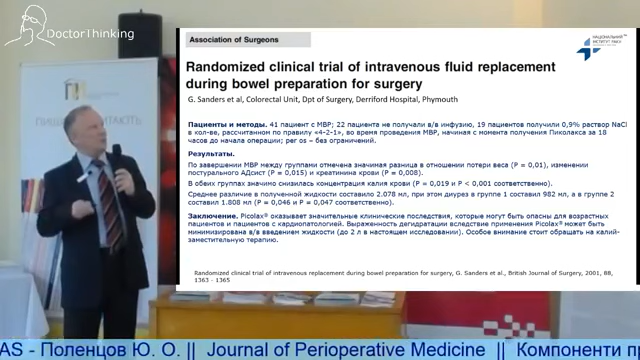 DoctorThinking
Association of Surgeons
НАЦІОНАЛЬНИЙ
Randomized clinical trial of intravenous fluid replacement
during bowel preparation for surgery
G. Sanders et al, Colorectal Unit, Dpt of Surgery, Derriford Hospital, Phymouth
Пациенты и методы. 41 пациент с МВР; 22 пациента не получали в/в инфузию, 19 пациентов получили 0,9% раствор NaCl
в кол-ве, рассчитанном по правилу «4–2–1», во время проведения МВР, начиная с момента получения Пиколакса за 18
часов до начала операции; per os – без ограничений.
Результаты.
По завершении МВР между группами отмечена значимая разница в отношении потери веса (Р = 0,01), изменении
постурального АДсист (Р = 0,015) и креатинина крови (Р = 0,008).
В обеих группах значимо снизилась концентрация калия крови (Р = 0,019 и Р < 0,001 соответственно).
Среднее различие в полученной жидкости составило 2.078 мл, при этом диурез в группе 1 составил 982 мл, а в группе 2
составил 1.808 мл (Р = 0,046 и Р = 0,047 соответственно).
Заключение. Picolax® оказывает значительные клинические последствия, которые могут быть опасны для возрастных
пациентов и пациентов с кардиопатологией. Выраженность дегидратации вследствие применения Picolax® может быть
минимизирована в/в введением жидкости (до 2 л в настоящем исследовании). Особое внимание стоит обращать на калий-
заместительную терапию.
Randomized clinical trial of intravenous fluid replacement during bowel preparation for surgery, G. Sanders et al., British Journal of Surgery, 2001, 88,
1363 - 1365
AS - Поленцов Ю. О. || Journal of Perioperative Medicine || Компоненти п